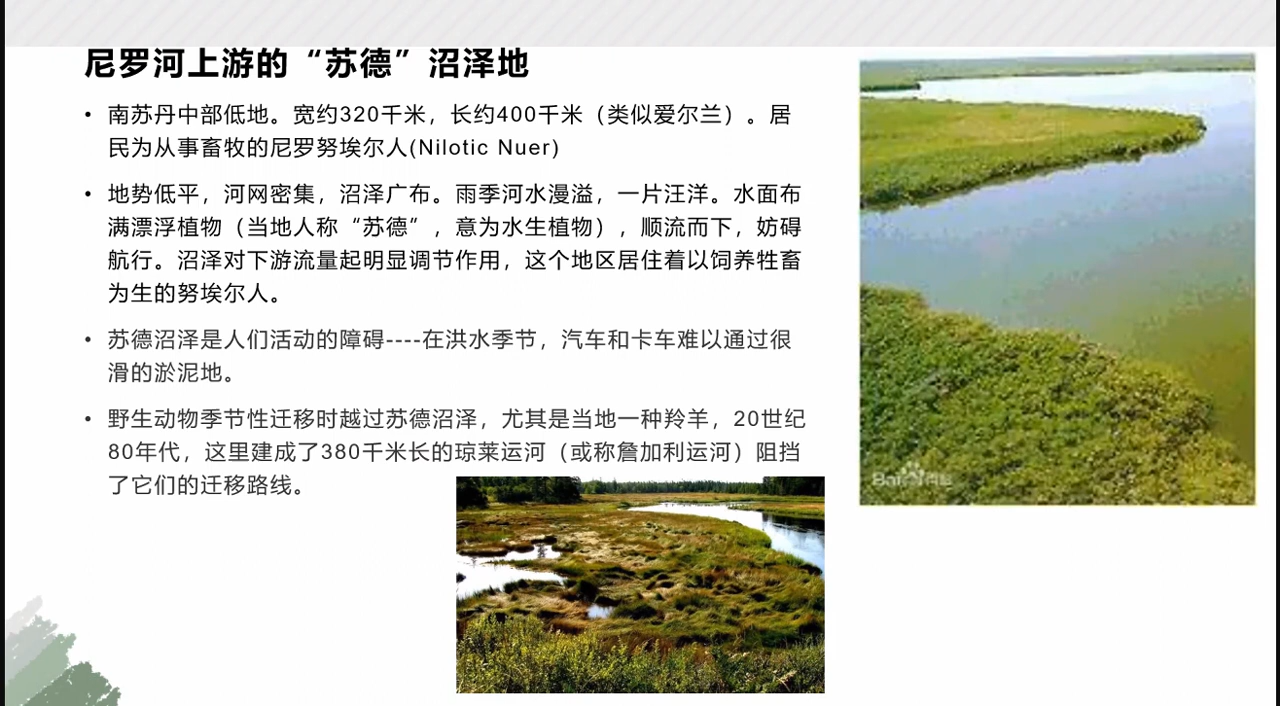 尼罗河上游的“苏德”沼泽地
• 南苏丹中部低地。宽约320千米，长约400千米（类似爱尔兰）。居
民为从事畜牧的尼罗努埃尔人(Nilotic Nuer)
• 地势低平，河网密集，沼泽广布。雨季河水漫溢，一片汪洋。水面布
满漂浮植物（当地人称“苏德”，意为水生植物），顺流而下，妨碍
航行。沼泽对下游流量起明显调节作用，这个地区居住着以饲养牲畜
为生的努埃尔人。
• 苏德沼泽是人们活动的障碍----在洪水季节，汽车和卡车难以通过很
滑的淤泥地。
• 野生动物季节性迁移时越过苏德沼泽，尤其是当地一种羚羊，20世纪
80年代，这里建成了380千米长的琼莱运河（或称詹加利运河）阻挡
了它们的迁移路线。